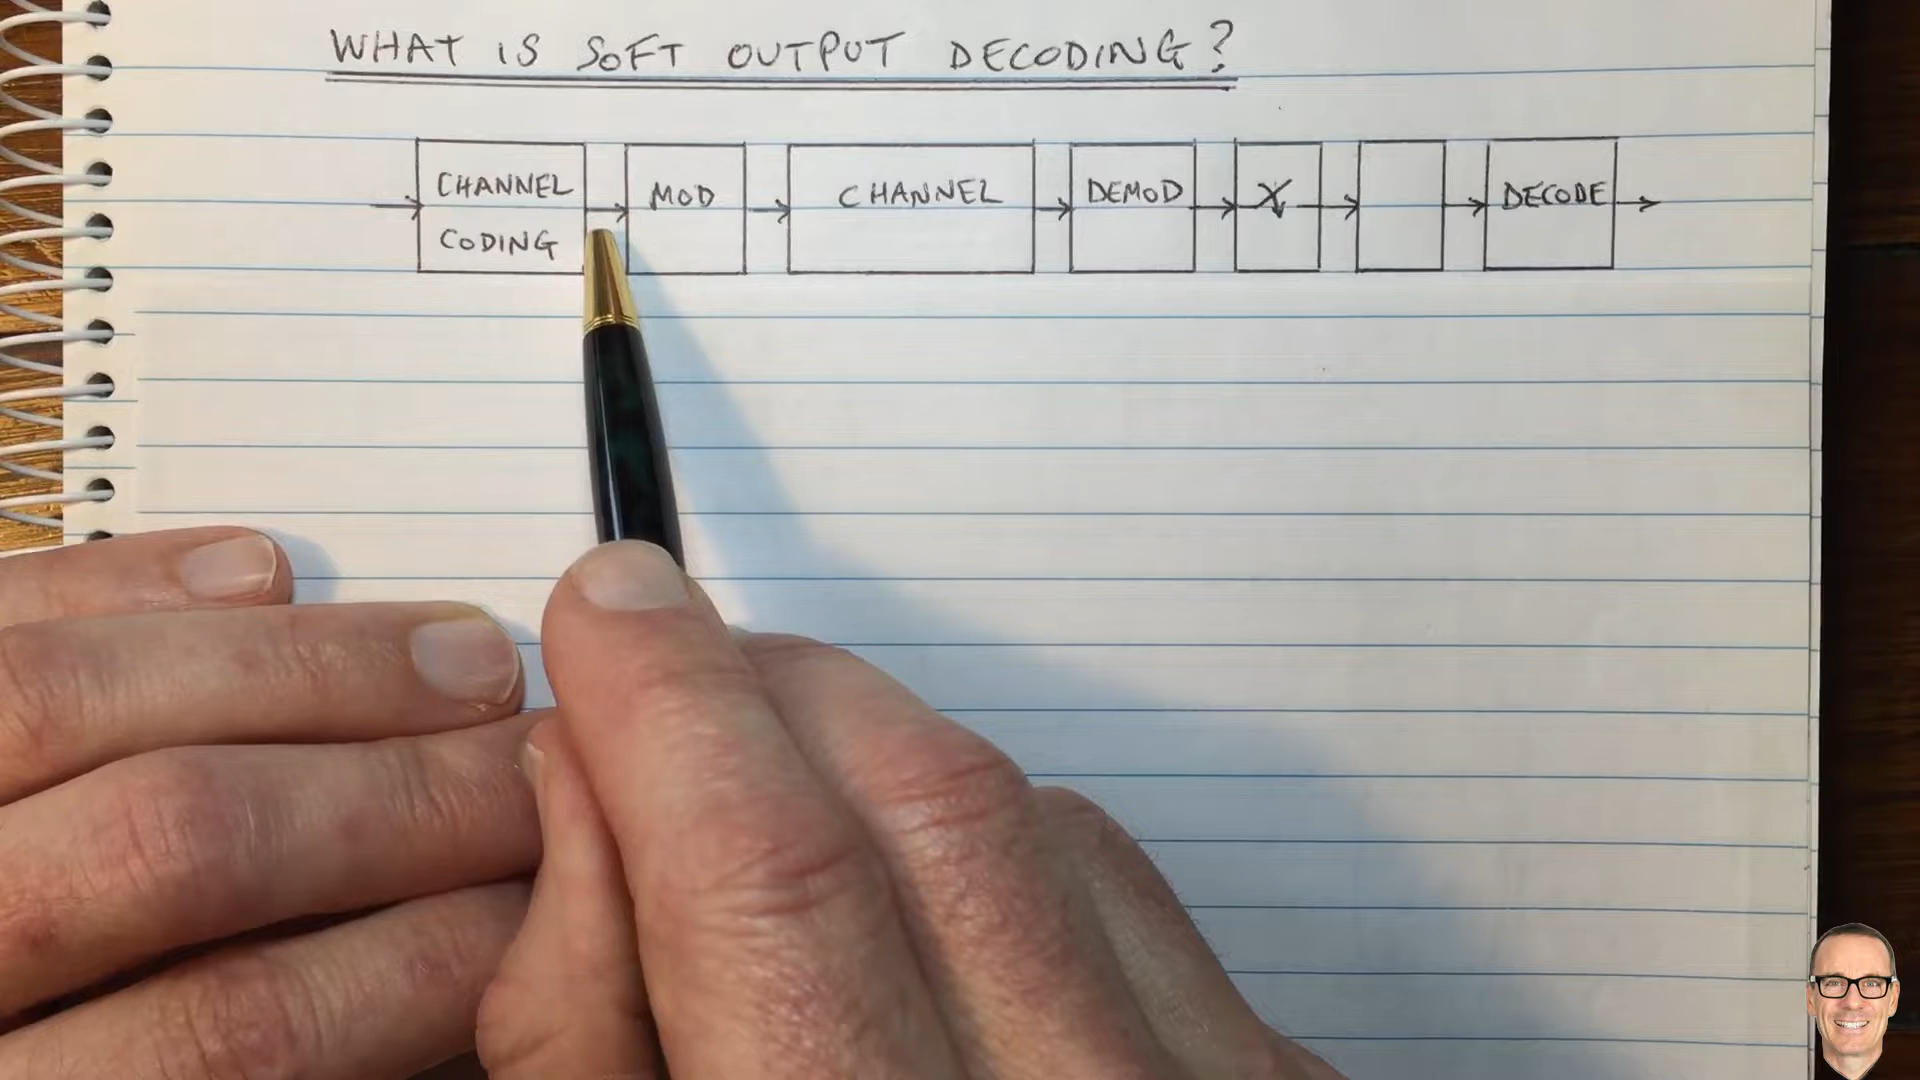 WHAT IS SOFT OUTPUT DECODING?
CHANNEL
CODING
MOD
CHANNEL
DEMOD
DECODE